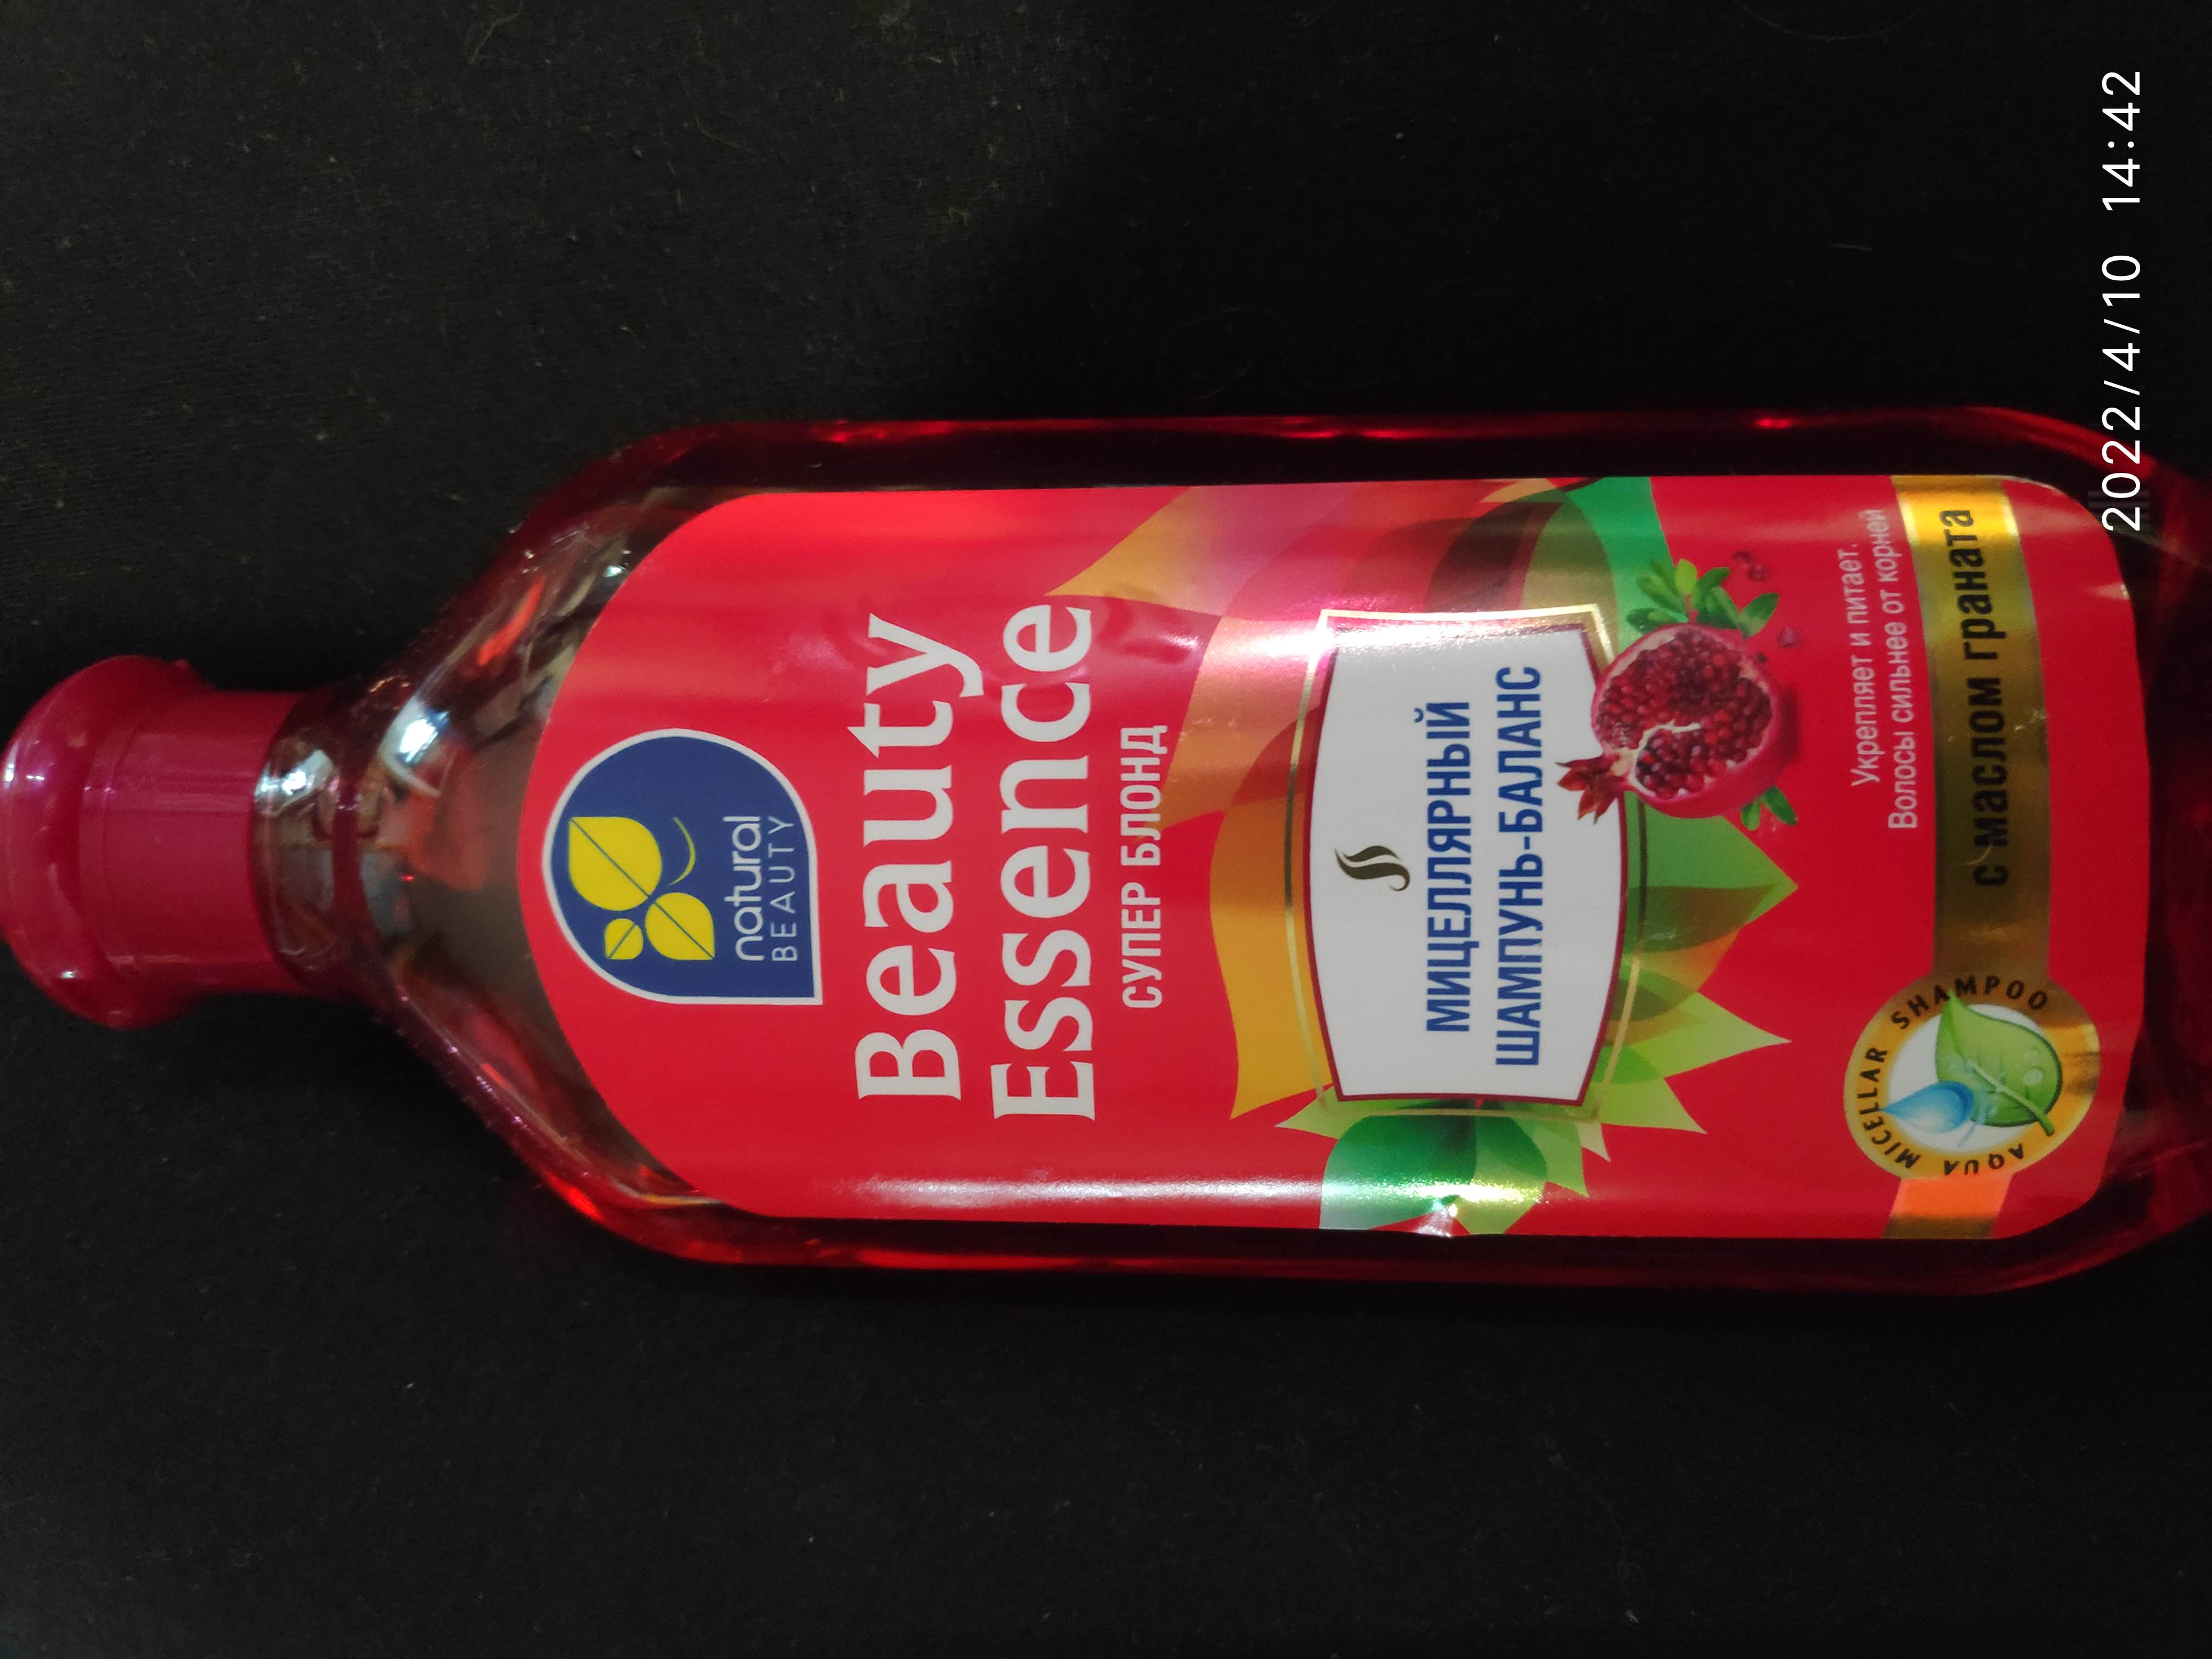 natural
BEAUTY
Beauty
Essence
СУПЕР БЛОНД
МИЦЕЛЛЯРНЫЙ
ШАМПУНЬ-БАЛАНС
Укрепляет и питает.
Волосы сильнее от корней
с маслом граната
AQUA MICELLAR SHAMPOO
2022/4/10 14:42